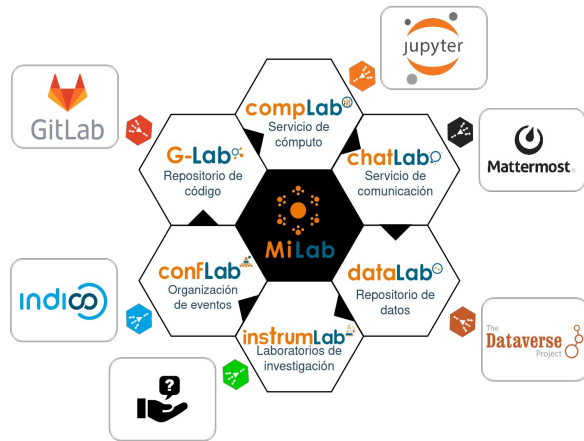 jupyter
GitLab
compLab
Servicio de
cómputo
G-Lab
Repositorio de
código
chatLab
Servicio de
comunicación
Mattermost
MiLab
confLab
Organización
de eventos
dataLab
Repositorio de
datos
indico
instrumLab
Laboratorios de
investigación
The
Dataverse
Project
?